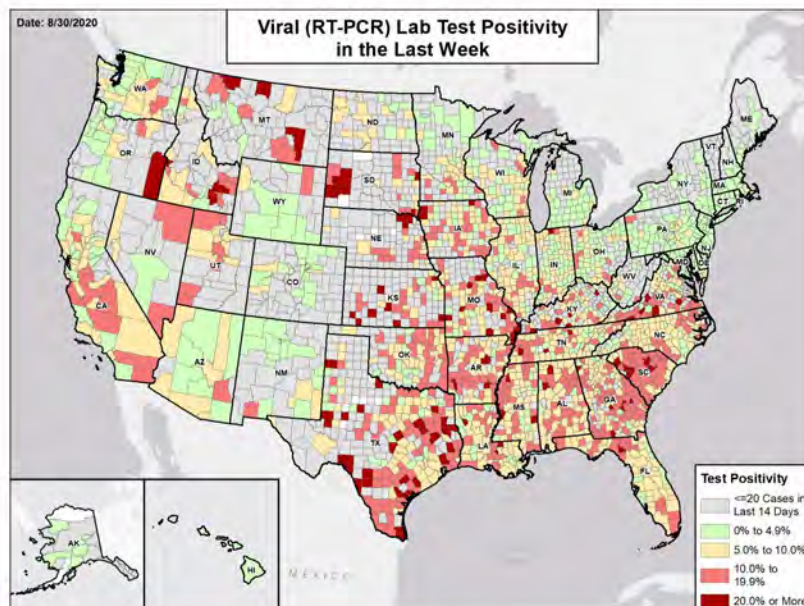 Date: 8/30/2020
Viral (RT-PCR) Lab Test Positivity
in the Last Week
WA
MT
ND
MN
ME
OR
ID
SD
WI
MI
VT
NH
NY
MA
CT
RI
WY
NE
IA
PA
NJ
NV
UT
CO
IL
IN
OH
MD
DE
WV
VA
CA
KS
MO
KY
AZ
NM
OK
AR
TN
NC
SC
MS
AL
GA
TX
LA
FL
AK
HI
MEXICO
Test Positivity
<=20 Cases in
Last 14 Days
0% to 4.9%
5.0% to 10.0%
10.0% to
19.9%
20.0% or More